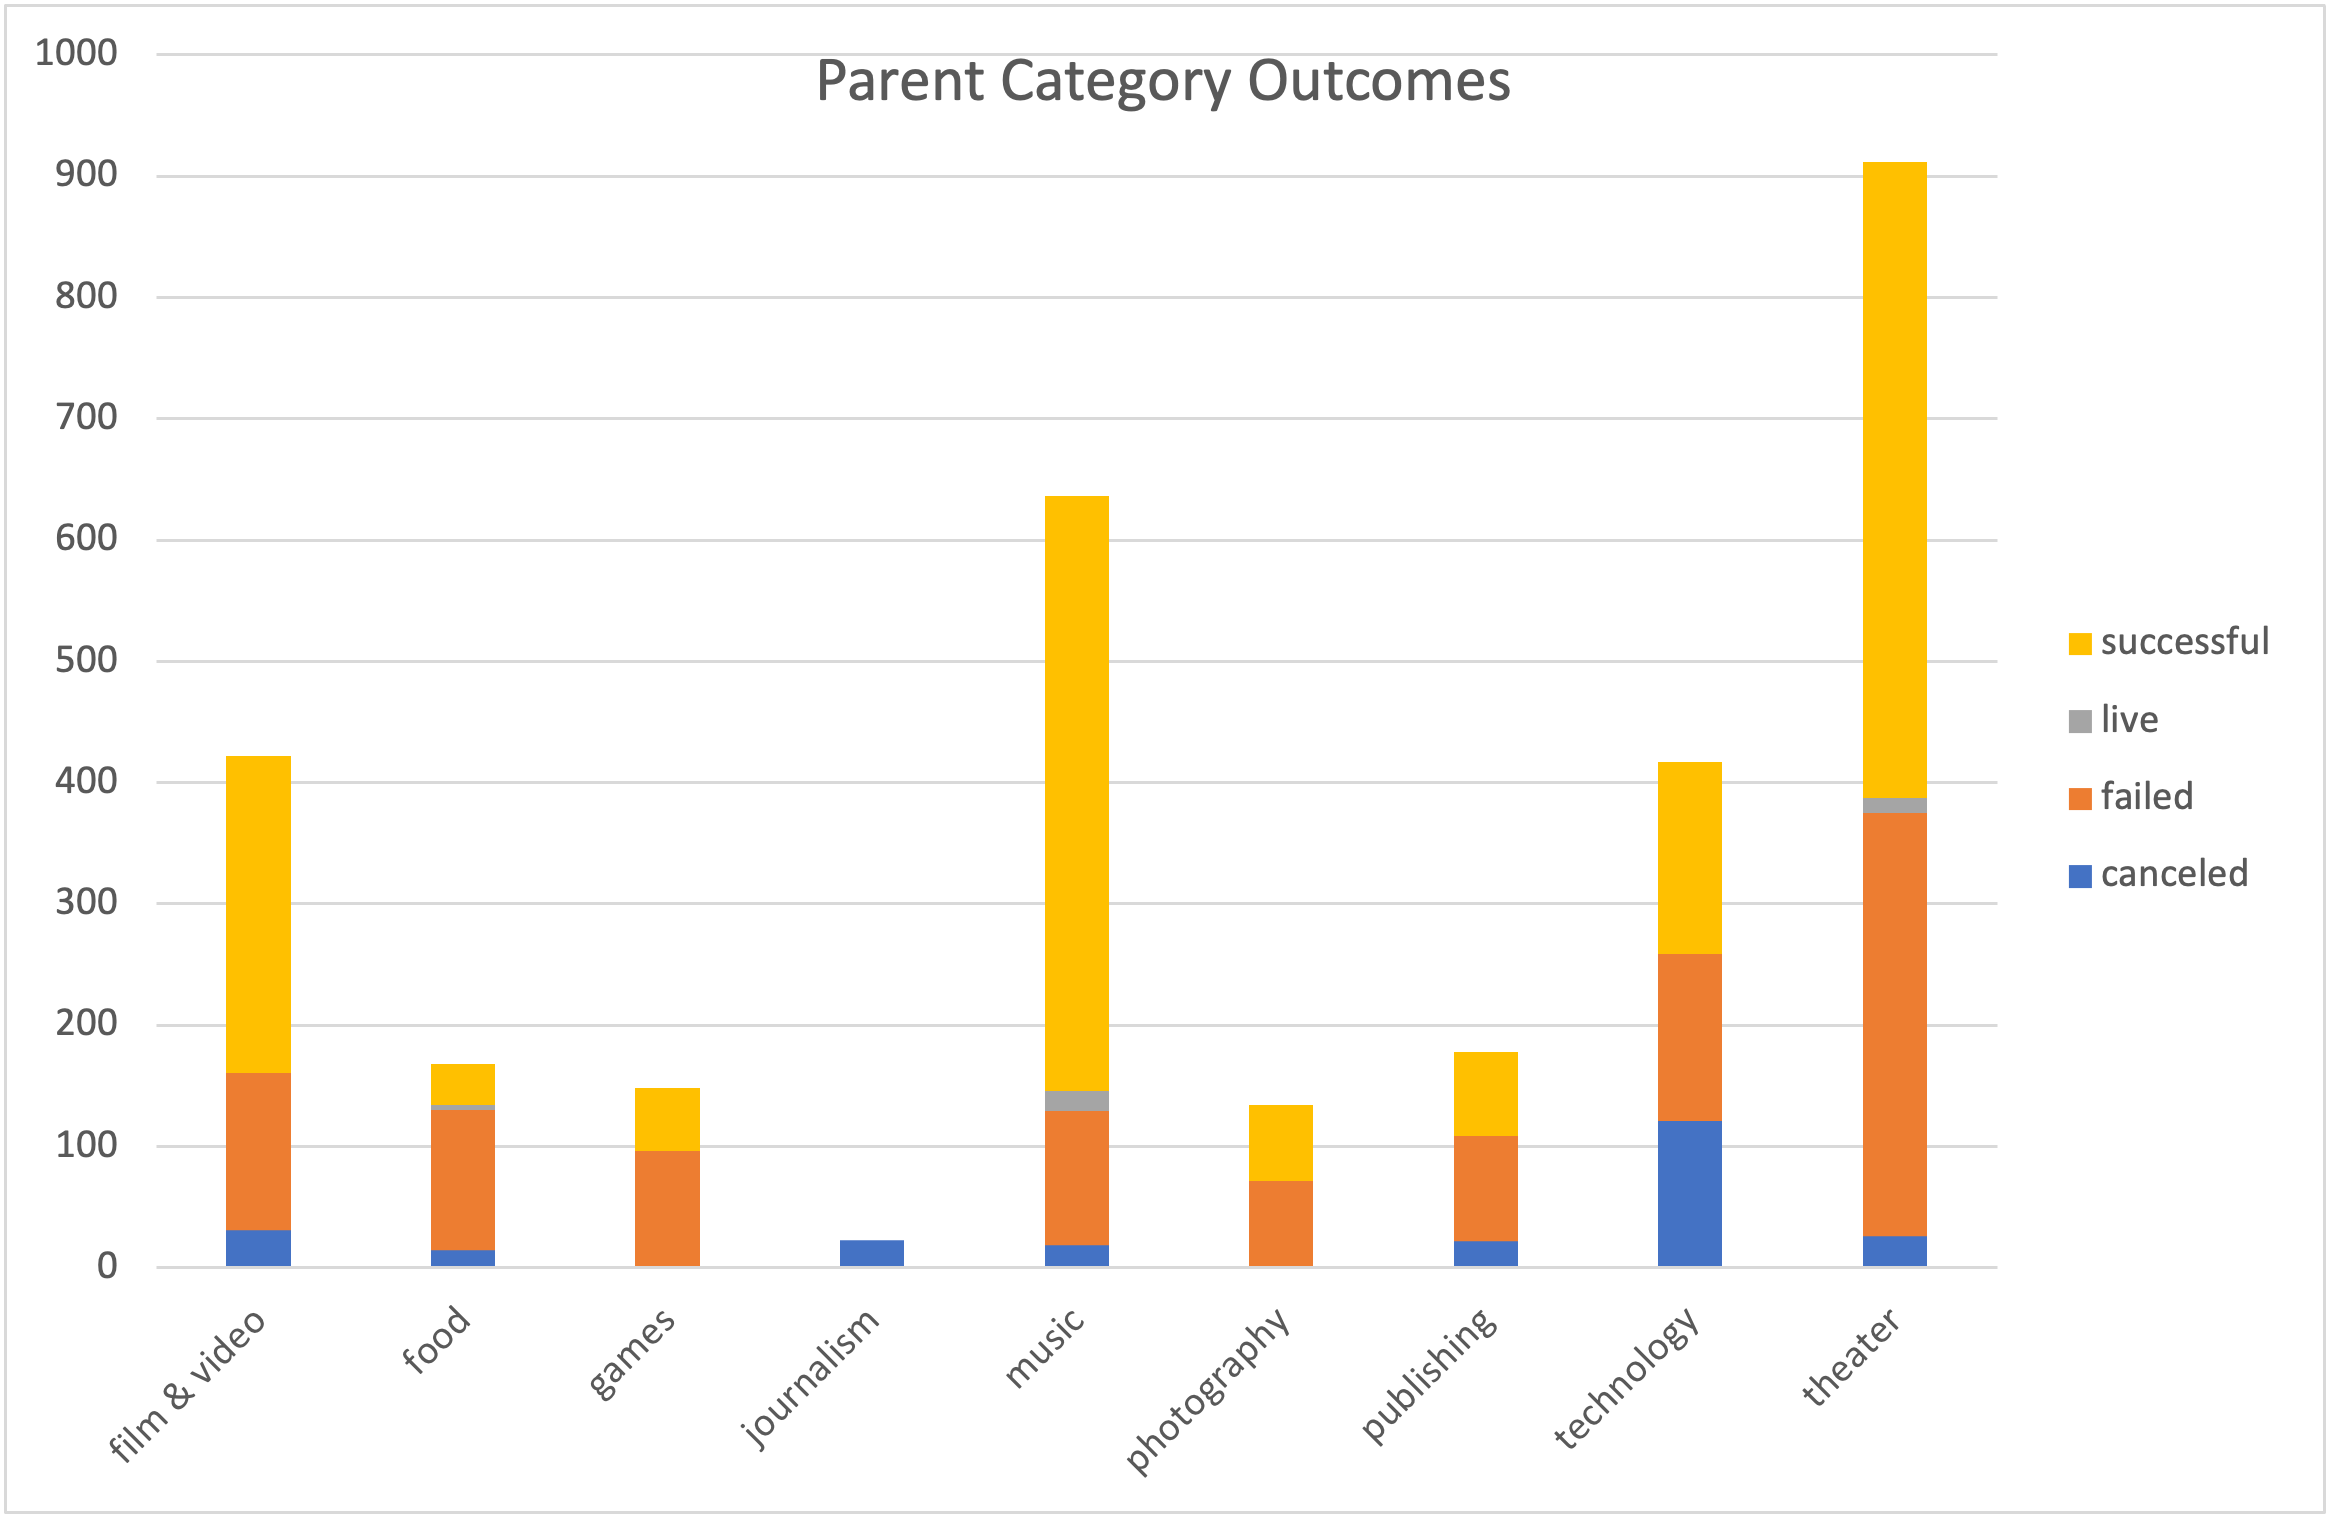 Parent Category Outcomes
1000
900
800
700
600
500
400
300
200
100
0
film & video
food
games
journalism
music
photography
publishing
technology
theater
successful
live
failed
canceled